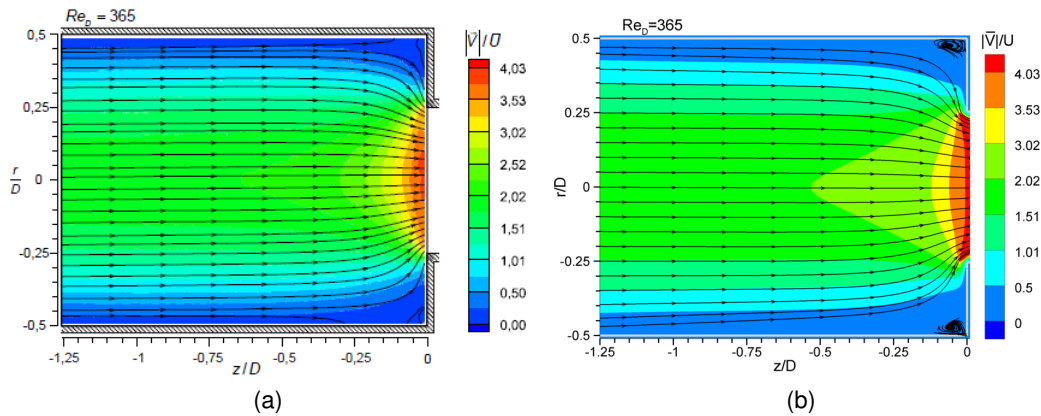 Re_D = 365
|V⃗| / Ū
0,5
0,25
r/D
0
-0,25
-0,5
-1,25 -1 -0,75 -0,5 -0,25 0
z/D
4,03
3,53
3,02
2,52
2,02
1,51
1,01
0,50
0,00
(a)
Re_D=365
|V̄|/U
0.5
0.25
r/D
0
-0.25
-0.5
-1.25 -1 -0.75 -0.5 -0.25 0
z/D
4.03
3.53
3.02
2.02
1.51
1.01
0.5
0
(b)